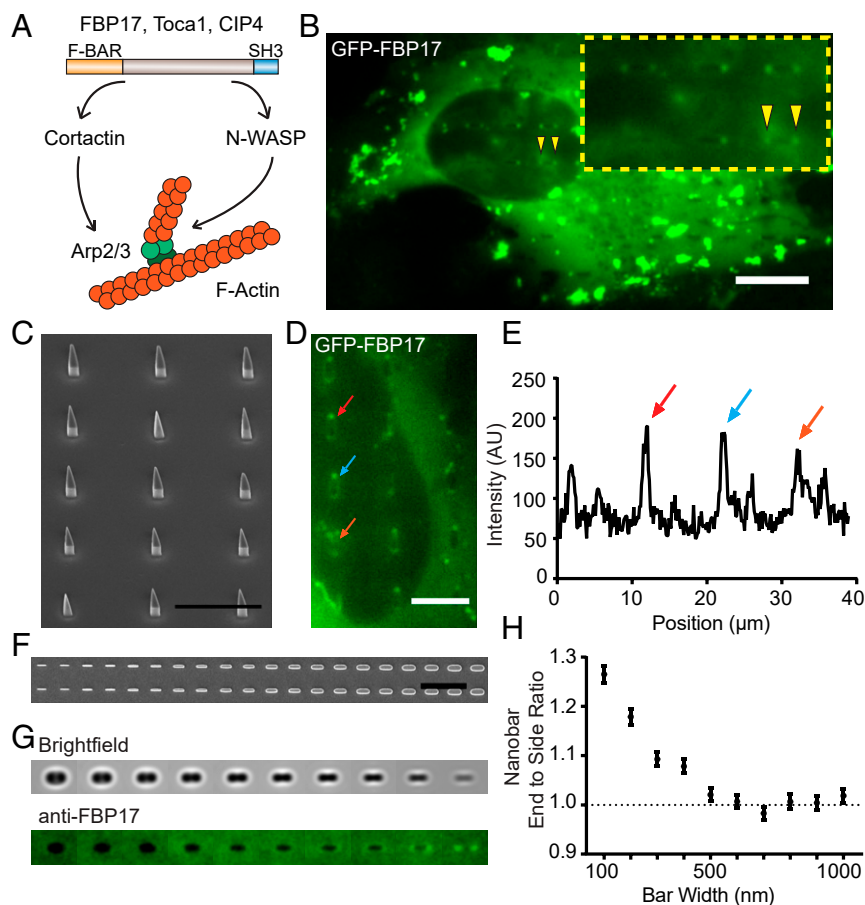 A
FBP17, Toca1, CIP4
F-BAR
SH3
Cortactin
N-WASP
Arp2/3
F-Actin
B
GFP-FBP17
C
D
GFP-FBP17
E
Intensity (AU)
250
200
150
100
50
0
0
10
20
30
40
Position (µm)
F
G
Brightfield
anti-FBP17
H
Nanobar
End to Side Ratio
1.3
1.2
1.1
1.0
0.9
100
500
1000
Bar Width (nm)